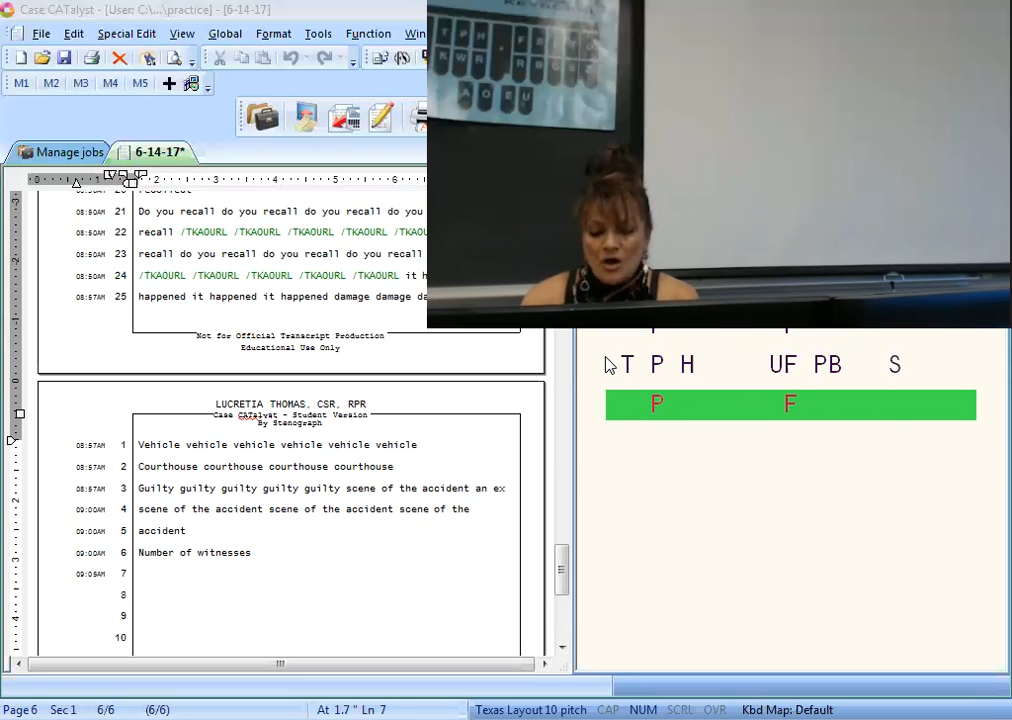 Case CATalyst - [User: C:\...\practice] - [6-14-17]
File Edit Special Edit View Global Format Tools Function Win
M1 M2 M3 M4 M5
Manage jobs 6-14-17*
0 1 2 3 4 5 6
08:50AM 21 Do you recall do you recall do you recall do you
08:50AM 22 recall /TKAOURL /TKAOURL /TKAOURL /TKAOURL
08:50AM 23 recall do you recall do you recall do you recall
08:50AM 24 /TKAOURL /TKAOURL /TKAOURL /TKAOURL /TKAOURL it h
08:57AM 25 happened it happened it happened damage damage da
Not for Official Transcript Production
Educational Use Only
LUCRETIA THOMAS, CSR, RPR
Case CATalyst - Student Version
By Stenograph
08:57AM 1 Vehicle vehicle vehicle vehicle vehicle vehicle
08:57AM 2 Courthouse courthouse courthouse courthouse
08:57AM 3 Guilty guilty guilty guilty guilty scene of the accident an ex
09:00AM 4 scene of the accident scene of the accident scene of the
09:00AM 5 accident
09:00AM 6 Number of witnesses
09:05AM 7
8
9
10
T P H UF PB S
P F
Page 6 Sec 1 6/6 (6/6) At 1.7" Ln 7 Texas Layout 10 pitch CAP NUM SCRL OVR Kbd Map: Default
T P H F
K W R R B G
A O E U